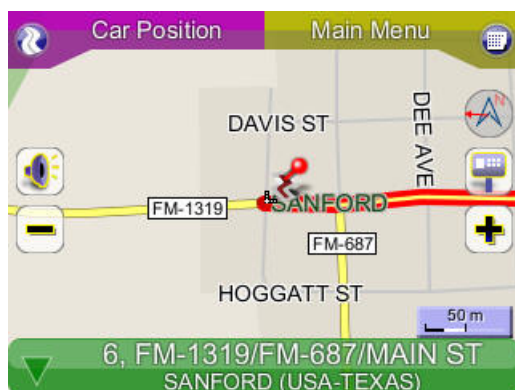 Car Position
Main Menu
N
DAVIS ST
DEE AVE
SANFORD
FM-1319
FM-687
HOGGATT ST
50 m
6, FM-1319/FM-687/MAIN ST
SANFORD (USA-TEXAS)